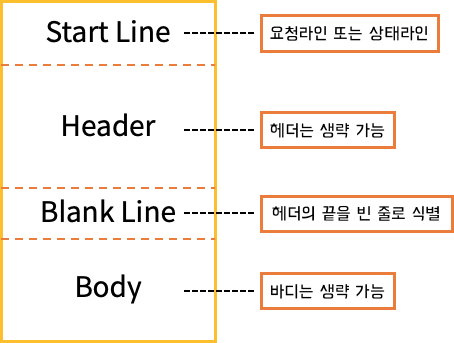 Start Line
요청라인 또는 상태라인
Header
헤더는 생략 가능
Blank Line
헤더의 끝을 빈 줄로 식별
Body
바디는 생략 가능